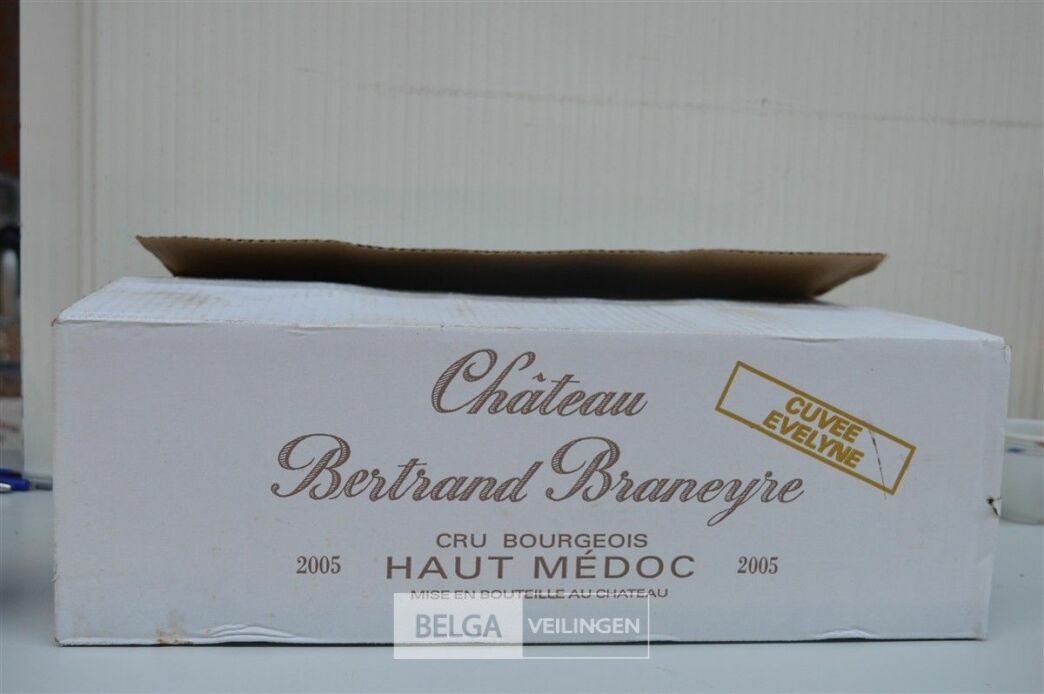 Château
CUVEE
EVELYNE
Bertrand Braneyre
CRU BOURGEOIS
2005 HAUT MÉDOC 2005
MISE EN BOUTEILLE AU CHATEAU
BELGA VEILINGEN